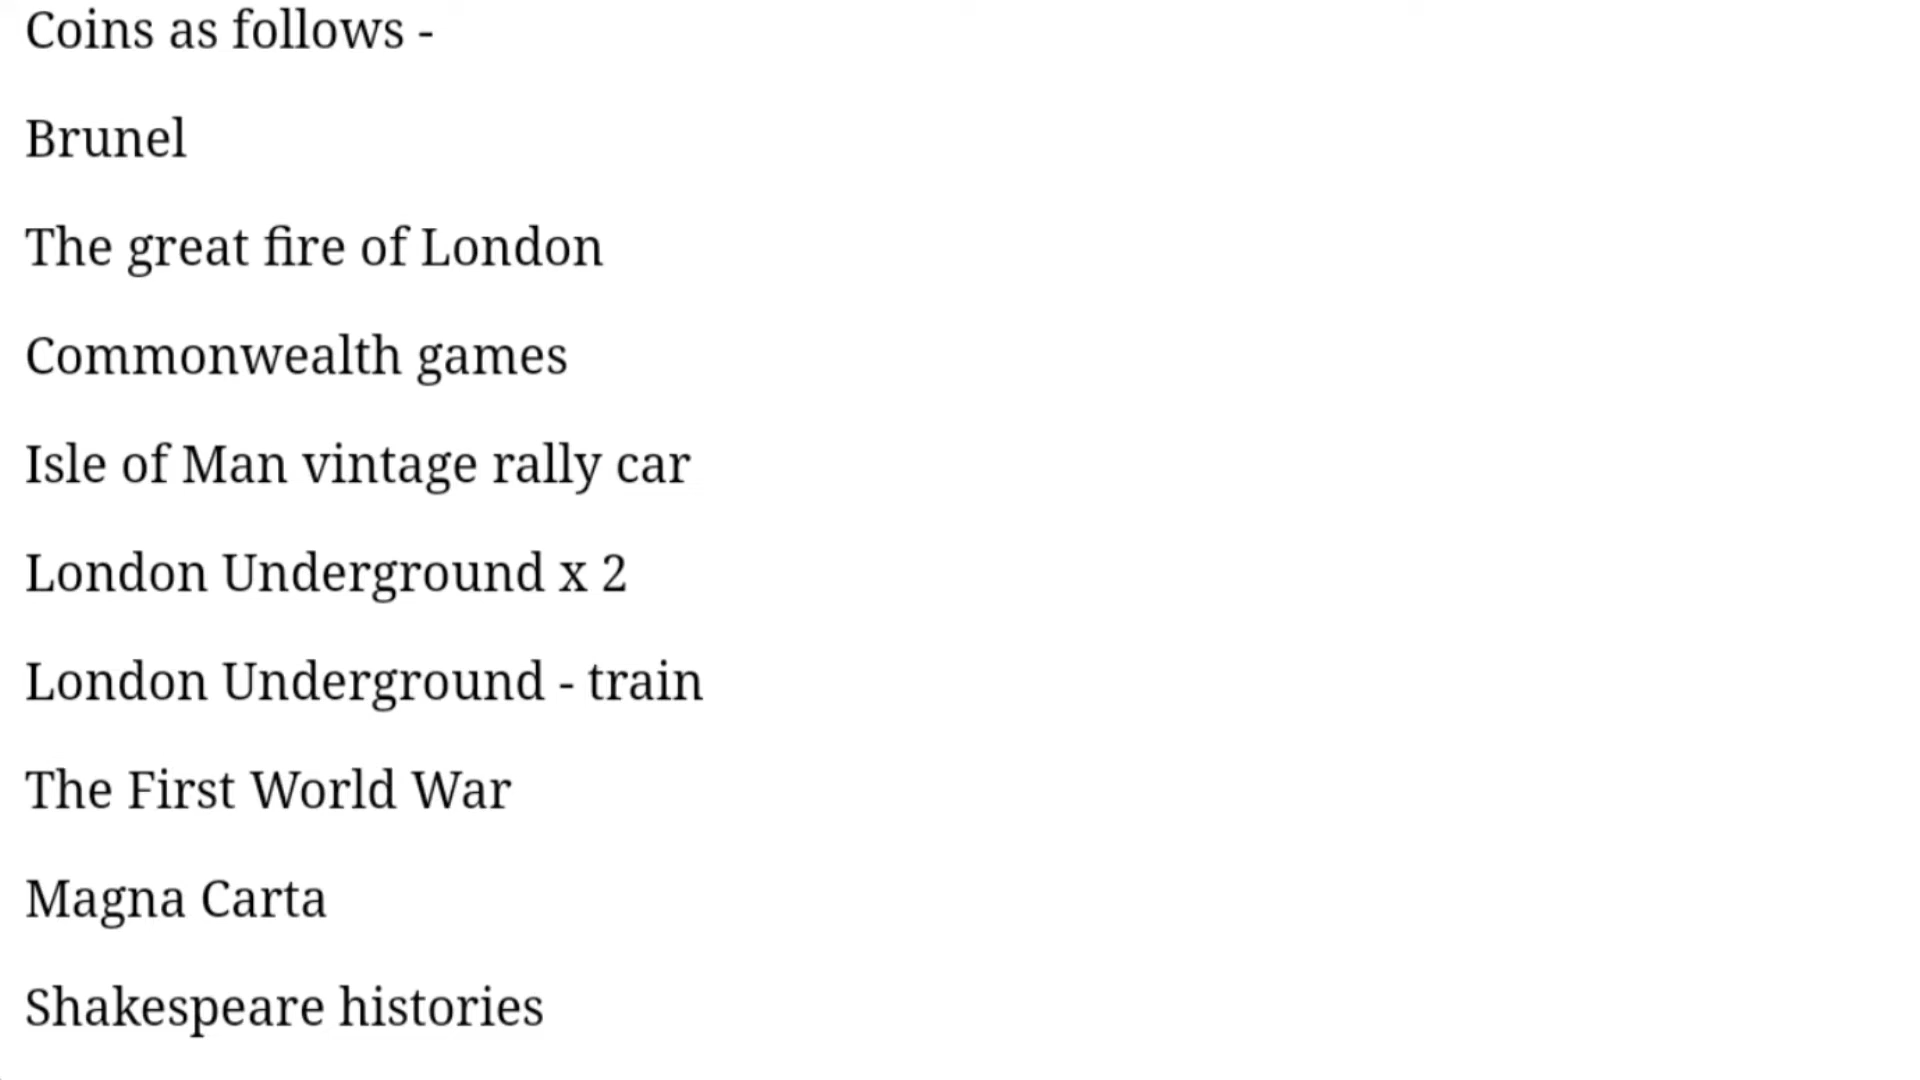 Coins as follows -
Brunel
The great fire of London
Commonwealth games
Isle of Man vintage rally car
London Underground x 2
London Underground - train
The First World War
Magna Carta
Shakespeare histories